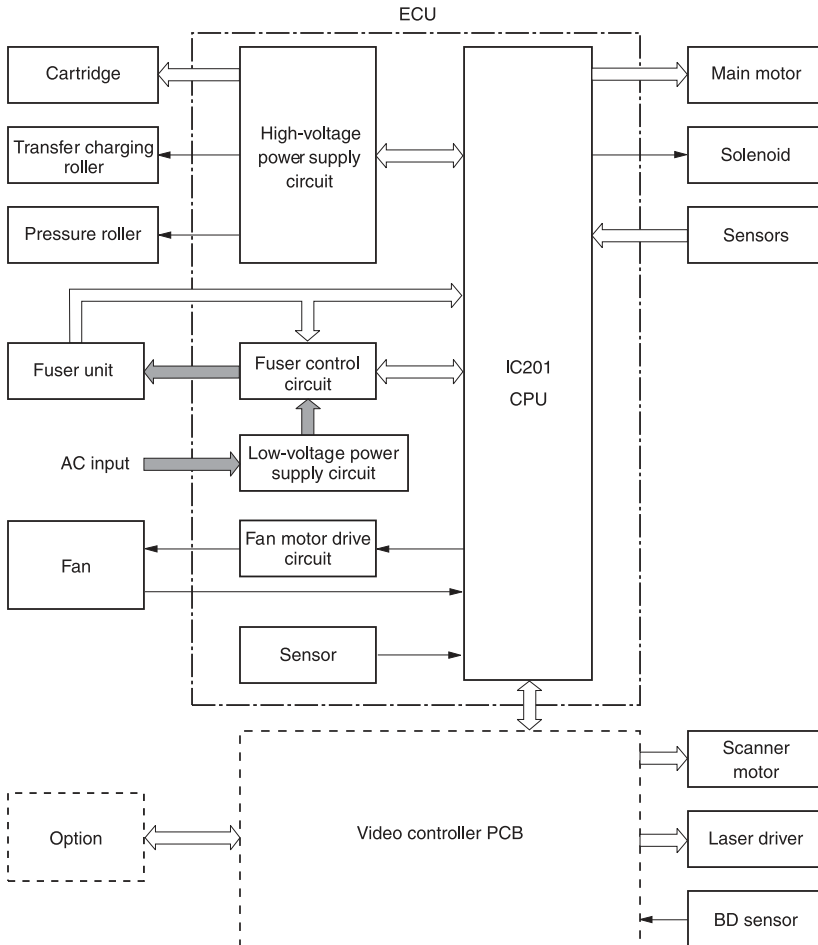 ECU
Cartridge
High-voltage
power supply
circuit
Main motor
Transfer charging
roller
Solenoid
Pressure roller
Sensors
Fuser unit
Fuser control
circuit
IC201
CPU
AC input
Low-voltage power
supply circuit
Fan
Fan motor drive
circuit
Sensor
Scanner
motor
Option
Video controller PCB
Laser driver
BD sensor